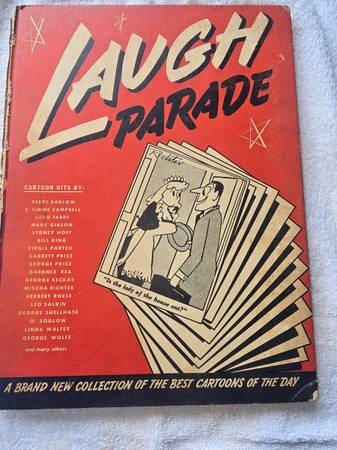 LAUGH
PARADE
CARTOON HITS BY:
PERRY BARLOW
E. SIMMS CAMPBELL
JARO FABRY
MARY GIBSON
SYDNEY HOFF
BILL KING
VIRGIL PARTCH
GARRETT PRICE
GEORGE PRICE
GARDNER REA
GEORGE RECKAS
MISCHA RICHTER
HERBERT ROESE
LEO SALKIN
GEORGE SHELLHASE
O. SOGLOW
LINDA WALTER
GEORGE WOLFE
and many others
Richter
"Is the lady of the house out?"
A BRAND NEW COLLECTION OF THE BEST CARTOONS OF THE DAY